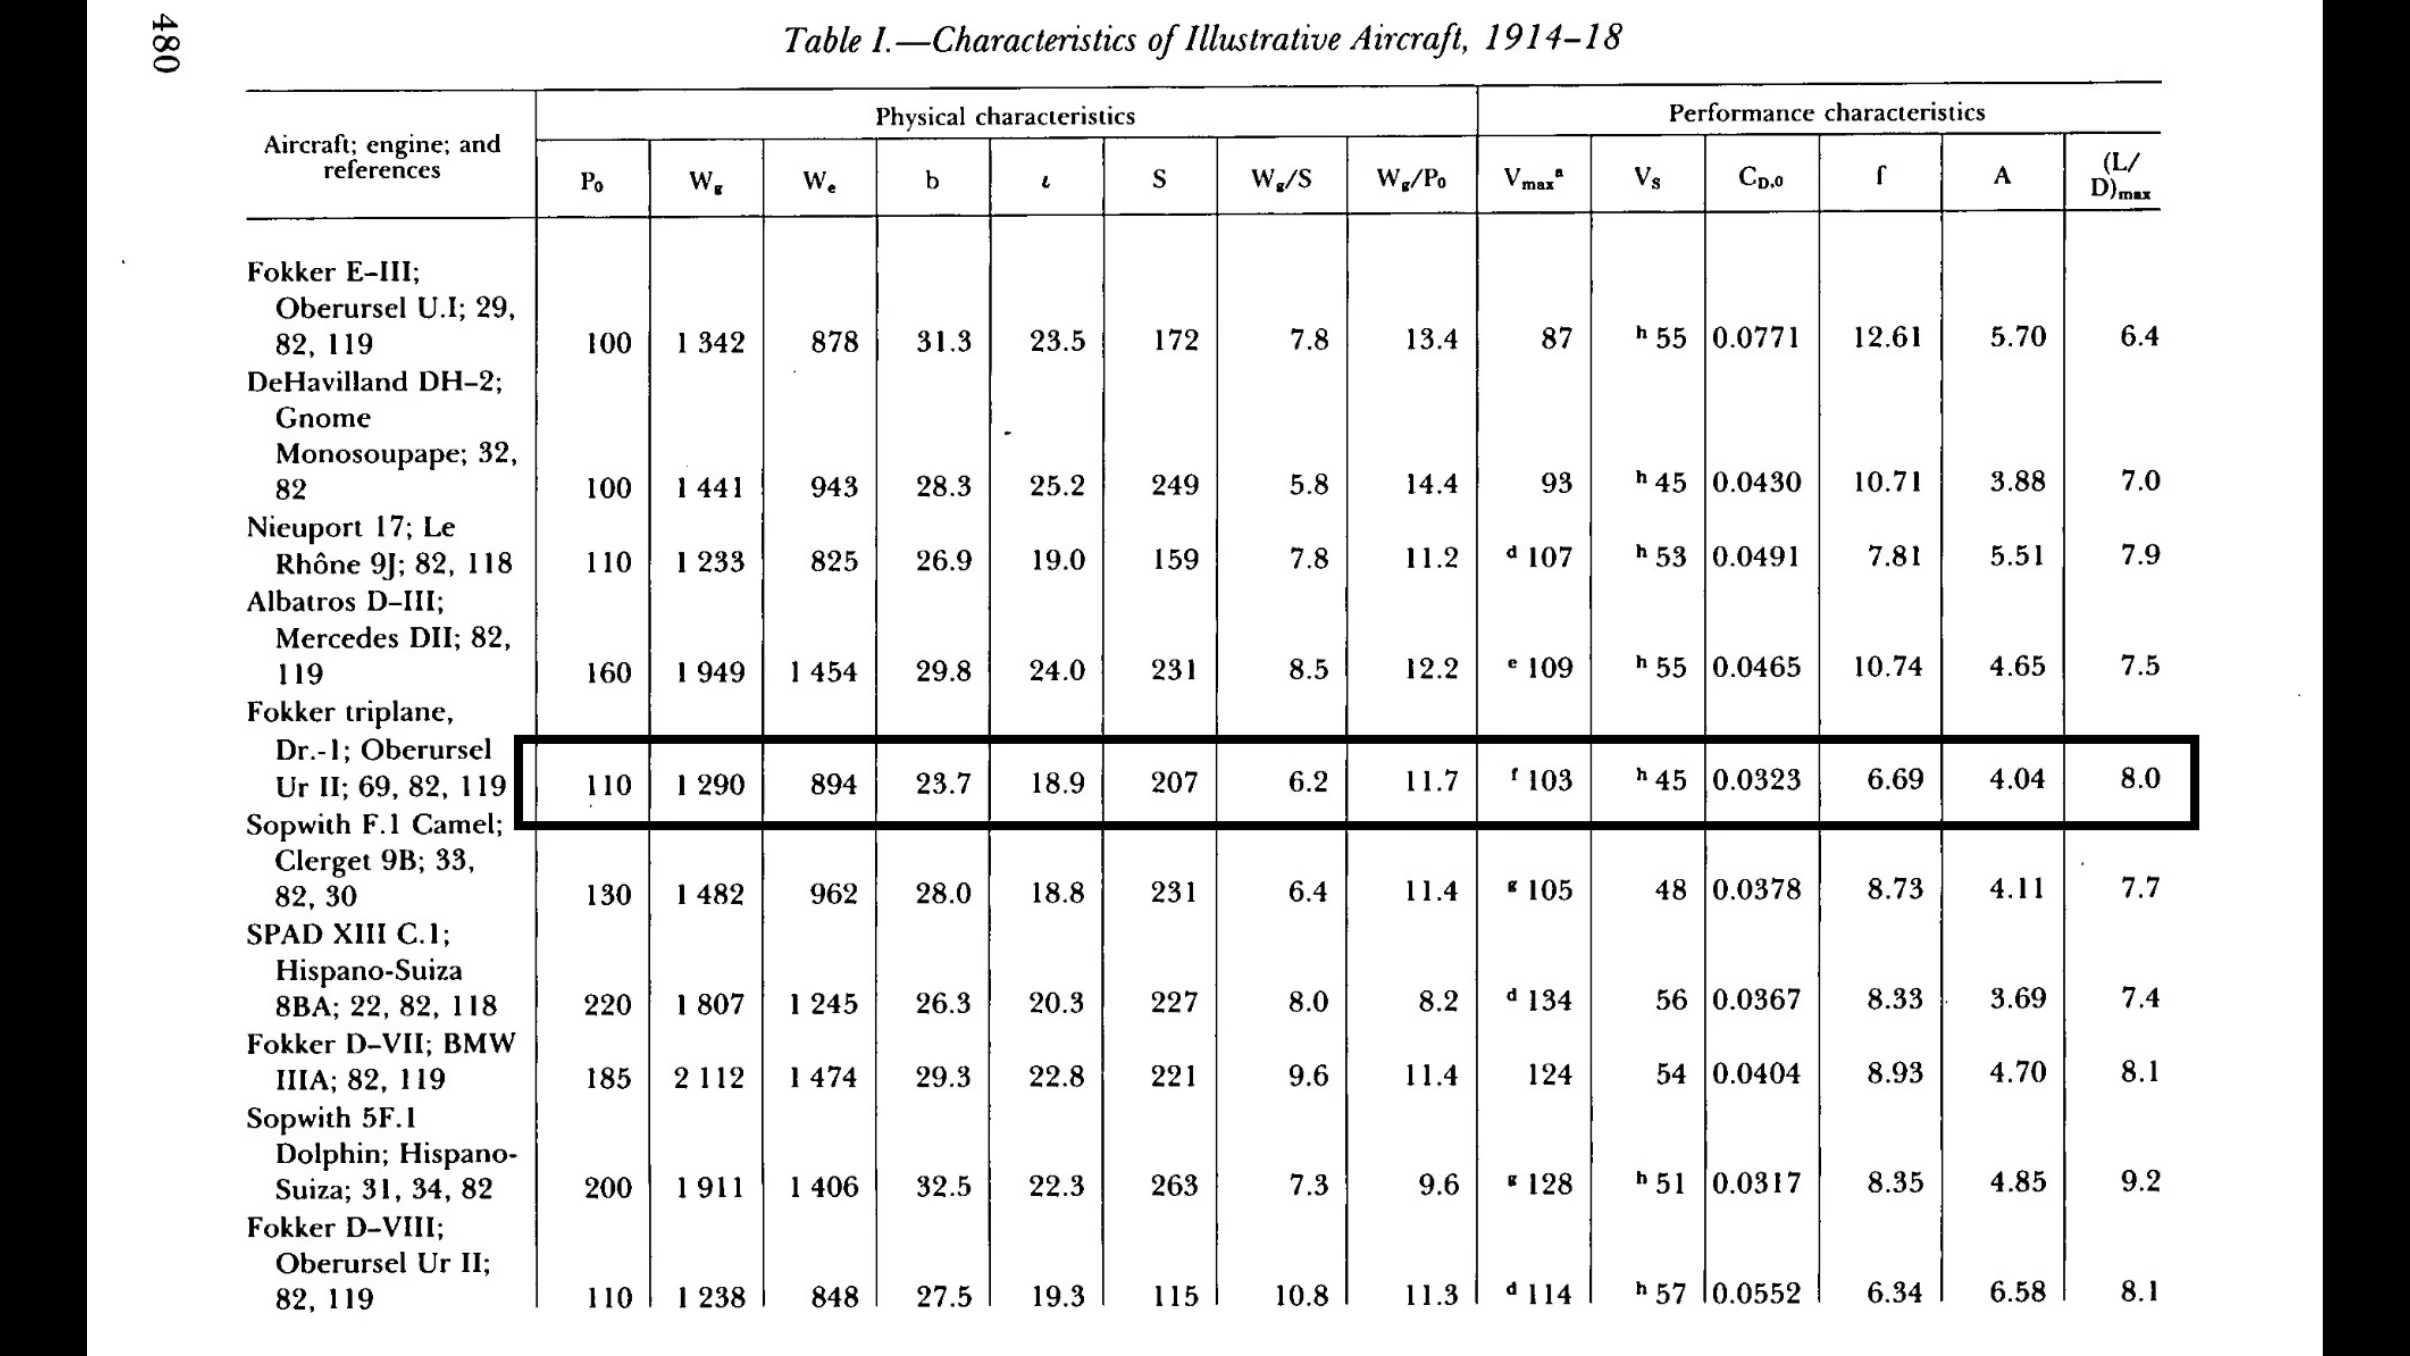 480
Table I.—Characteristics of Illustrative Aircraft, 1914–18
Aircraft; engine; and references
Physical characteristics
Performance characteristics
P₀ W_g W_e b ι S W_g/S W_g/P₀ V_max^a V_S C_D,0 f A (L/D)_max
Fokker E–III;
Oberursel U.I; 29,
82, 119 100 1 342 878 31.3 23.5 172 7.8 13.4 87 h 55 0.0771 12.61 5.70 6.4
DeHavilland DH–2;
Gnome
Monosoupape; 32,
82 100 1 441 943 28.3 25.2 249 5.8 14.4 93 h 45 0.0430 10.71 3.88 7.0
Nieuport 17; Le
Rhône 9J; 82, 118 110 1 233 825 26.9 19.0 159 7.8 11.2 d 107 h 53 0.0491 7.81 5.51 7.9
Albatros D–III;
Mercedes DII; 82,
119 160 1 949 1 454 29.8 24.0 231 8.5 12.2 e 109 h 55 0.0465 10.74 4.65 7.5
Fokker triplane,
Dr.-1; Oberursel
Ur II; 69, 82, 119 110 1 290 894 23.7 18.9 207 6.2 11.7 f 103 h 45 0.0323 6.69 4.04 8.0
Sopwith F.1 Camel;
Clerget 9B; 33,
82, 30 130 1 482 962 28.0 18.8 231 6.4 11.4 g 105 48 0.0378 8.73 4.11 7.7
SPAD XIII C.1;
Hispano-Suiza
8BA; 22, 82, 118 220 1 807 1 245 26.3 20.3 227 8.0 8.2 d 134 56 0.0367 8.33 3.69 7.4
Fokker D–VII; BMW
IIIA; 82, 119 185 2 112 1 474 29.3 22.8 221 9.6 11.4 124 54 0.0404 8.93 4.70 8.1
Sopwith 5F.1
Dolphin; Hispano-
Suiza; 31, 34, 82 200 1 911 1 406 32.5 22.3 263 7.3 9.6 g 128 h 51 0.0317 8.35 4.85 9.2
Fokker D–VIII;
Oberursel Ur II;
82, 119 110 1 238 848 27.5 19.3 115 10.8 11.3 d 114 h 57 0.0552 6.34 6.58 8.1